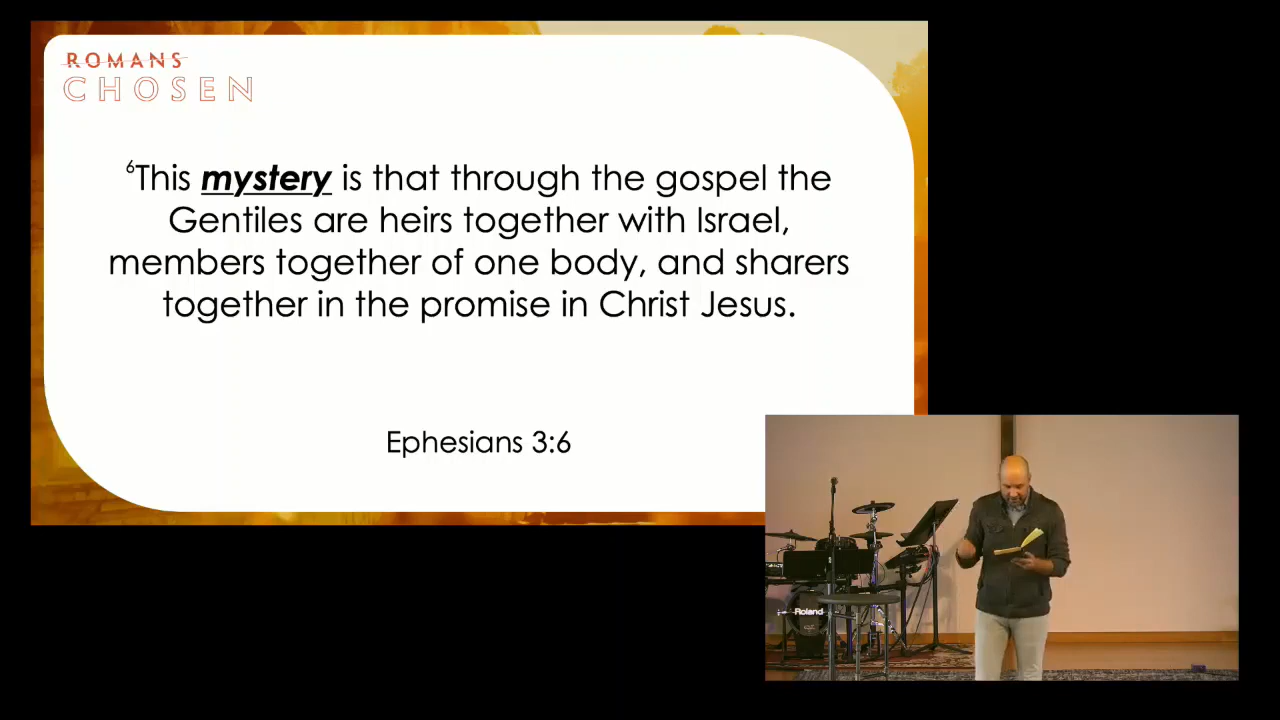 ROMANS
CHOSEN
⁶This mystery is that through the gospel the
Gentiles are heirs together with Israel,
members together of one body, and sharers
together in the promise in Christ Jesus.
Ephesians 3:6
Roland